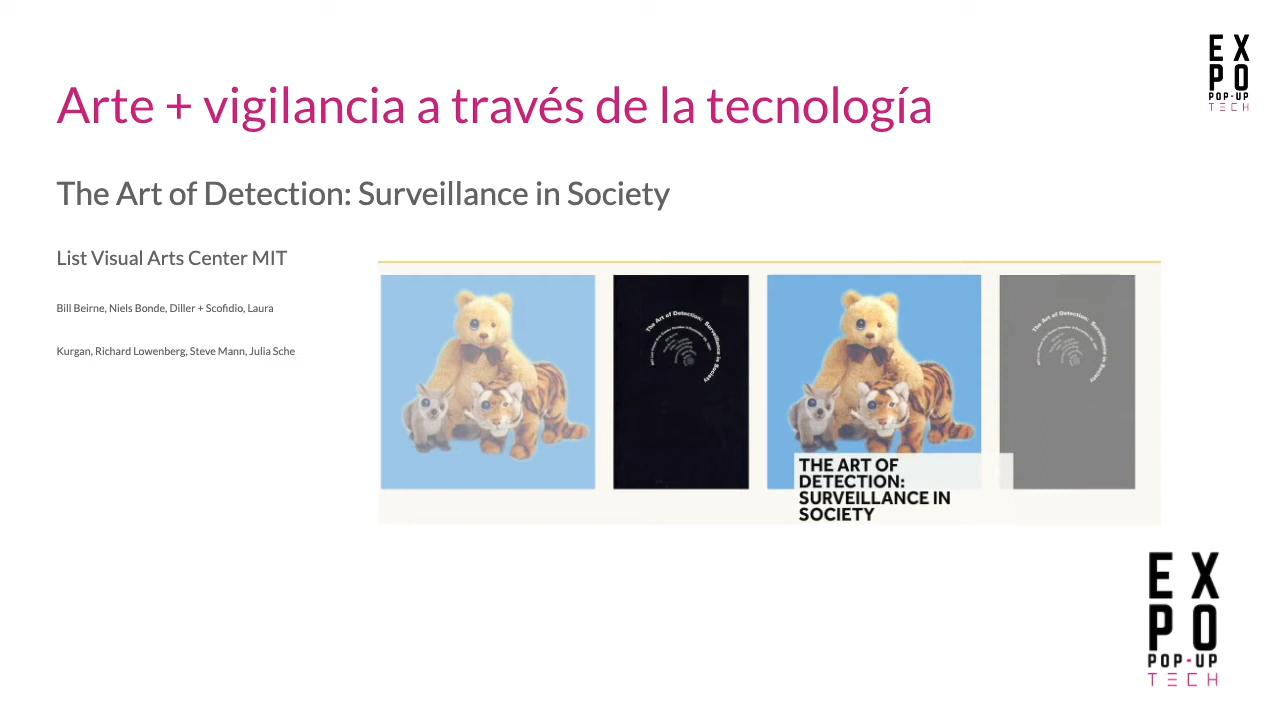 Arte + vigilancia a través de la tecnología
E X
P O
POP-UP
TECH
The Art of Detection: Surveillance in Society
List Visual Arts Center MIT
Bill Beirne, Niels Bonde, Diller + Scofidio, Laura
Kurgan, Richard Lowenberg, Steve Mann, Julia Sche
The Art of Detection: Surveillance in Society
The Art of Detection: Surveillance in Society
THE ART OF
DETECTION:
SURVEILLANCE IN
SOCIETY
E X
P O
POP-UP
TECH